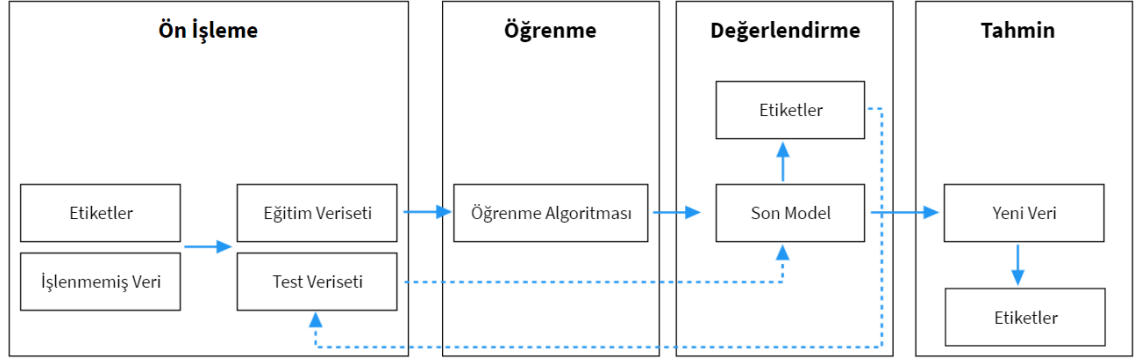 Ön İşleme
Öğrenme
Değerlendirme
Tahmin
Etiketler
Etiketler
Eğitim Veriseti
Öğrenme Algoritması
Son Model
Yeni Veri
İşlenmemiş Veri
Test Veriseti
Etiketler